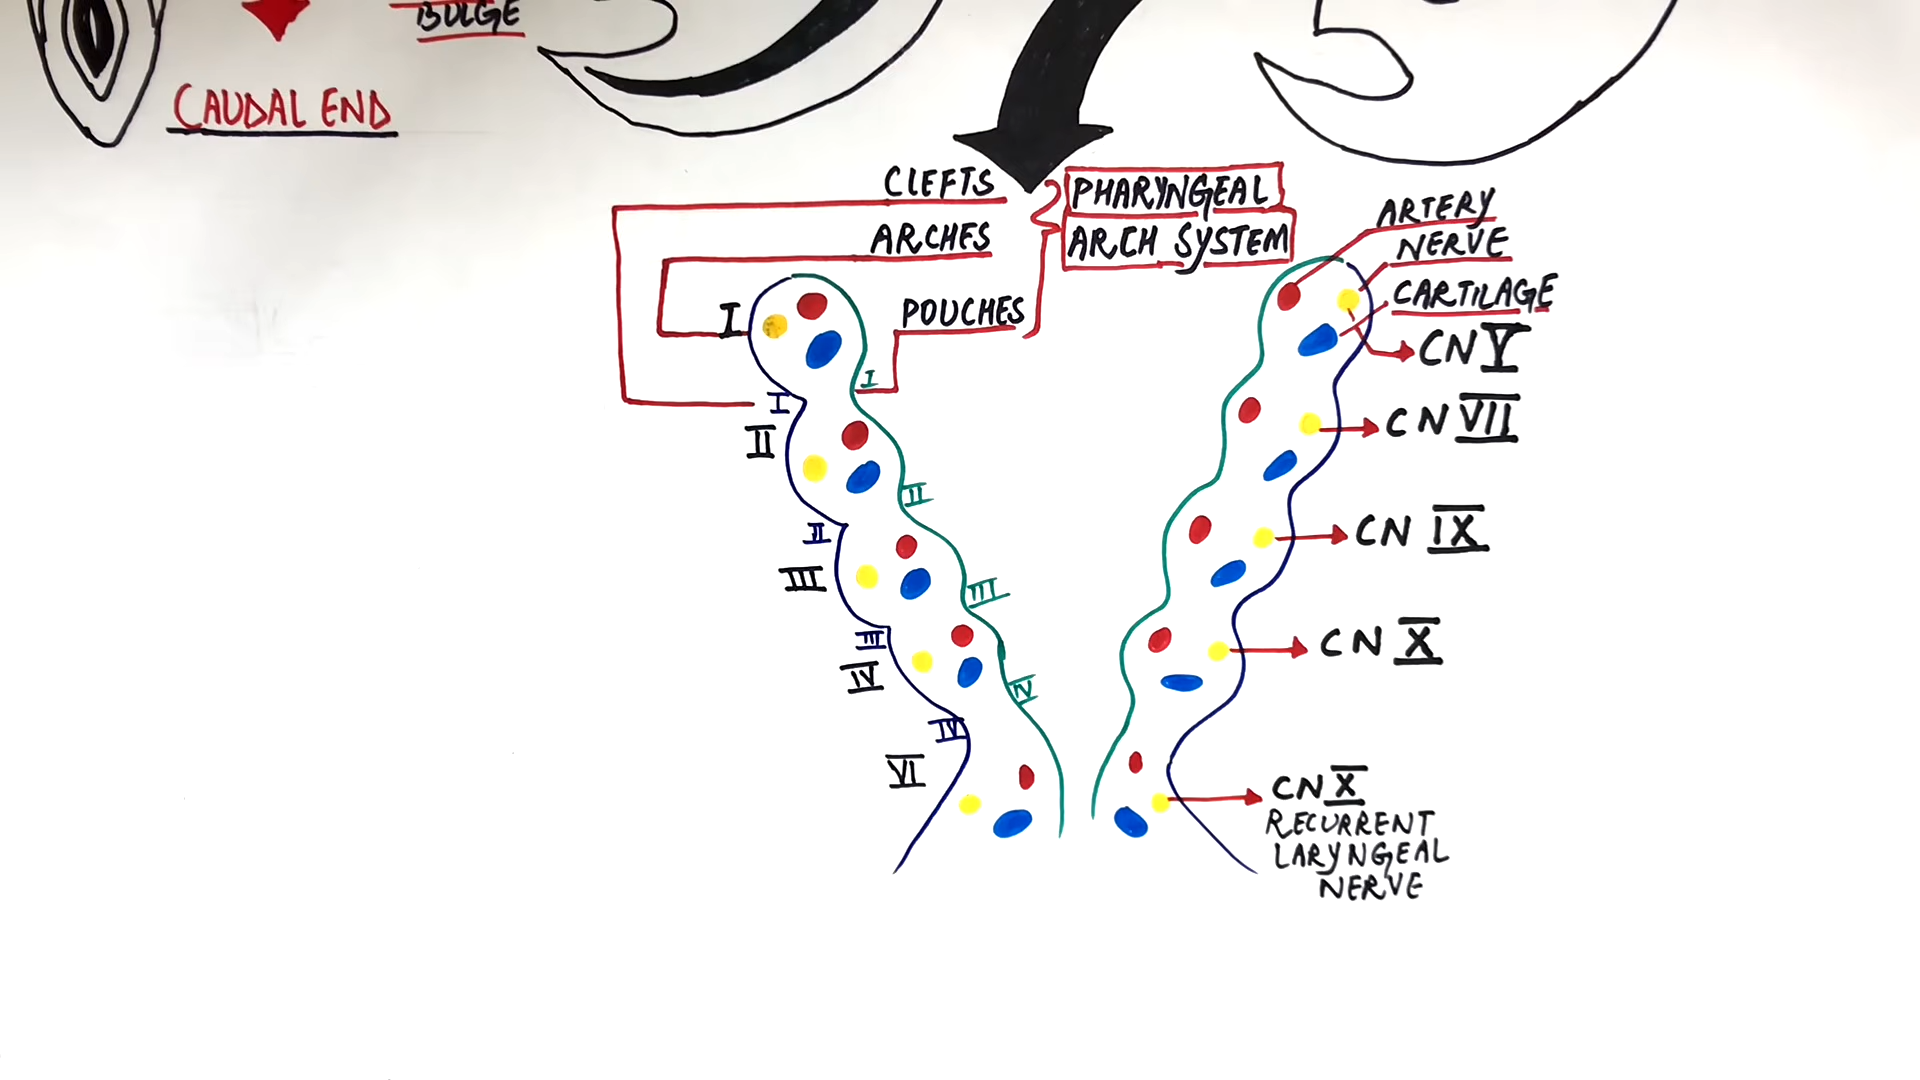 BULGE
CAUDAL END
CLEFTS
ARCHES
POUCHES
PHARYNGEAL
ARCH SYSTEM
ARTERY
NERVE
CARTILAGE
I
I
I
II
II
II
III
III
III
IV
IV
IV
VI
CN V
CN VII
CN IX
CN X
CN X
RECURRENT
LARYNGEAL
NERVE